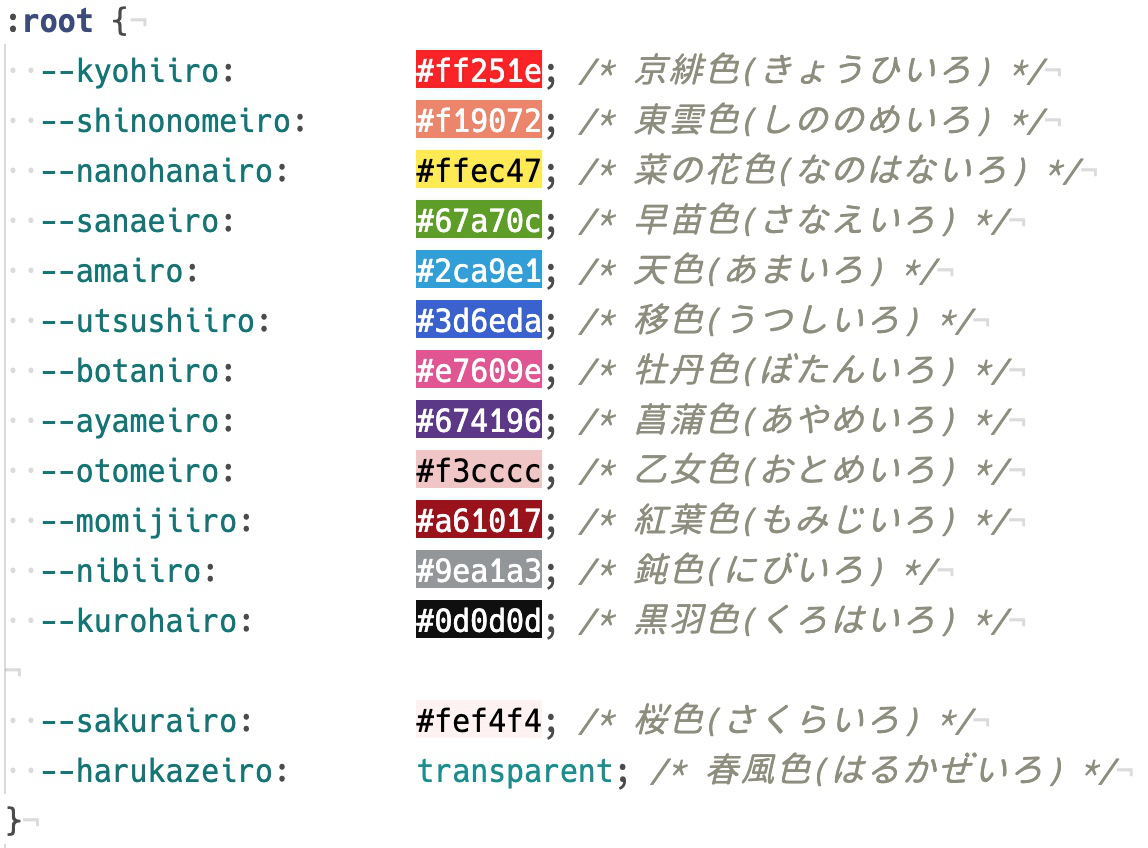 :root {
--kyohiiro: #ff251e; /* 京緋色(きょうひいろ) */
--shinonomeiro: #f19072; /* 東雲色(しののめいろ) */
--nanohanairo: #ffec47; /* 菜の花色(なのはないろ) */
--sanaeiro: #67a70c; /* 早苗色(さなえいろ) */
--amairo: #2ca9e1; /* 天色(あまいろ) */
--utsushiiro: #3d6eda; /* 移色(うつしいろ) */
--botaniro: #e7609e; /* 牡丹色(ぼたんいろ) */
--ayameiro: #674196; /* 菖蒲色(あやめいろ) */
--otomeiro: #f3cccc; /* 乙女色(おとめいろ) */
--momijiiro: #a61017; /* 紅葉色(もみじいろ) */
--nibiiro: #9ea1a3; /* 鈍色(にびいろ) */
--kurohairo: #0d0d0d; /* 黒羽色(くろはいろ) */
--sakurairo: #fef4f4; /* 桜色(さくらいろ) */
--harukazeiro: transparent; /* 春風色(はるかぜいろ) */
}